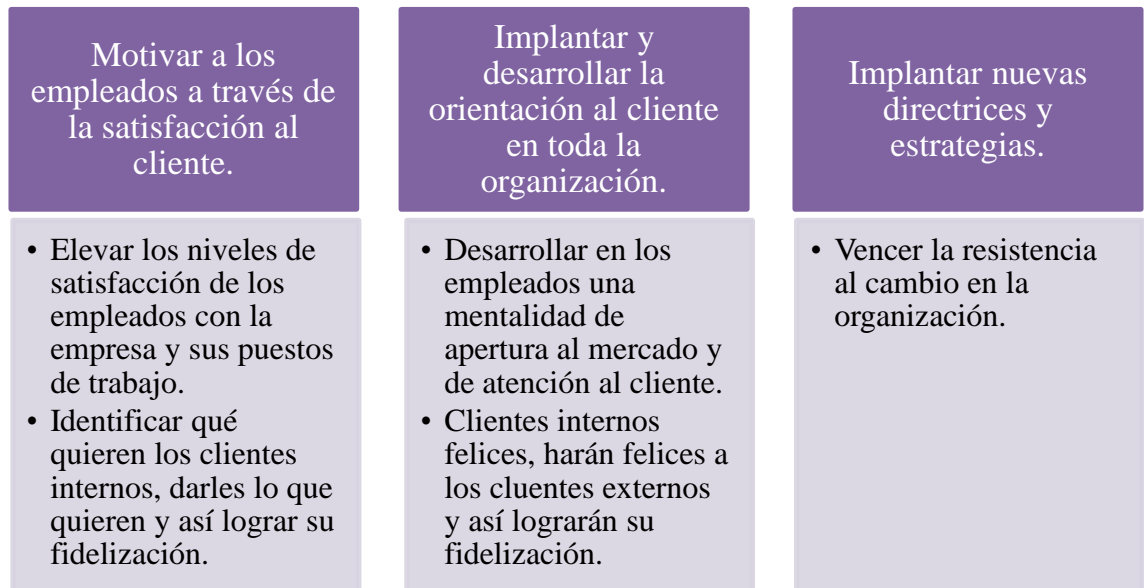 Motivar a los
empleados a través de
la satisfacción al
cliente.
• Elevar los niveles de
satisfacción de los
empleados con la
empresa y sus puestos
de trabajo.
• Identificar qué
quieren los clientes
internos, darles lo que
quieren y así lograr su
fidelización.
Implantar y
desarrollar la
orientación al cliente
en toda la
organización.
• Desarrollar en los
empleados una
mentalidad de
apertura al mercado y
de atención al cliente.
• Clientes internos
felices, harán felices a
los cluentes externos
y así lograrán su
fidelización.
Implantar nuevas
directrices y
estrategias.
• Vencer la resistencia
al cambio en la
organización.